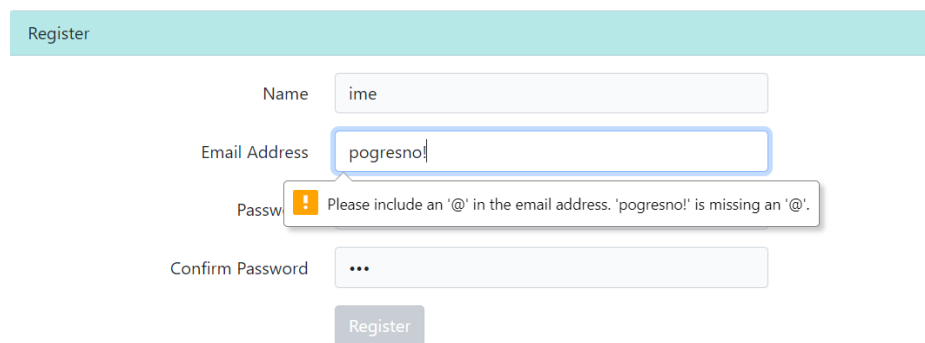 Register
Name ime
Email Address pogresno!
Please include an '@' in the email address. 'pogresno!' is missing an '@'.
Passw
Confirm Password •••
Register